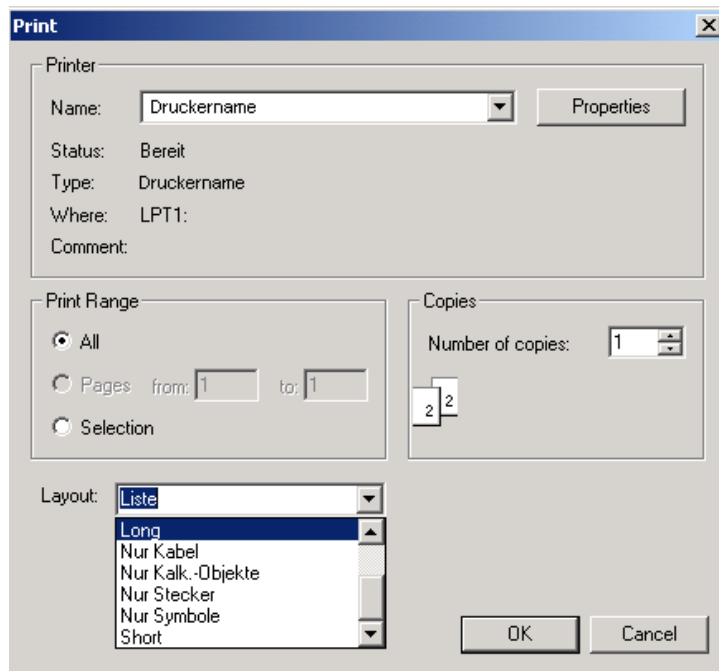 Print
Printer
Name: Druckername Properties
Status: Bereit
Type: Druckername
Where: LPT1:
Comment:
Print Range
All
Pages from: 1 to: 1
Selection
Copies
Number of copies: 1
2 2
Layout: Liste
Long
Nur Kabel
Nur Kalk.-Objekte
Nur Stecker
Nur Symbole
Short
OK Cancel